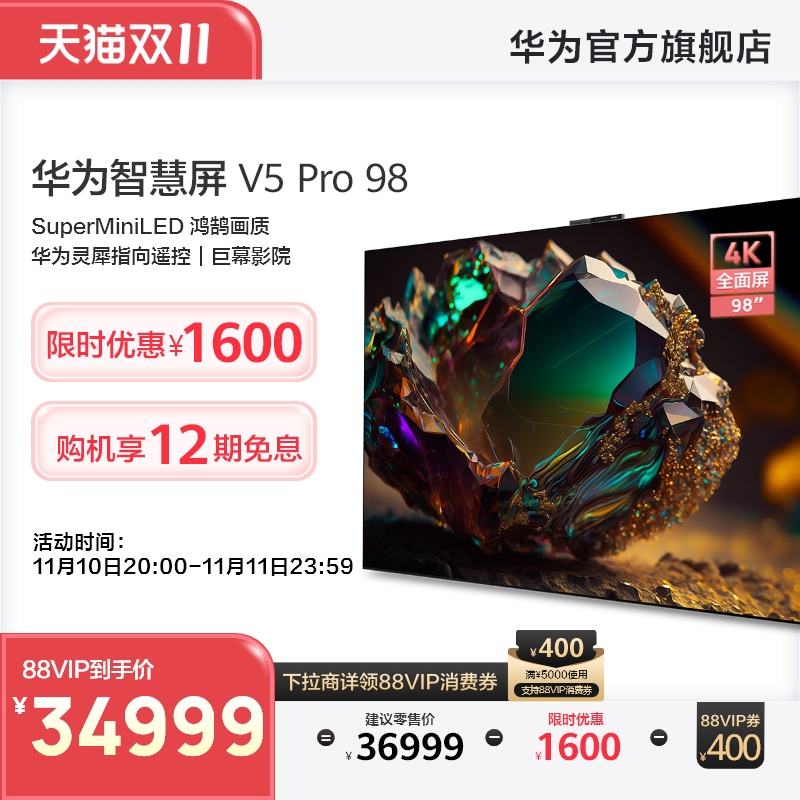 天猫双11
华为官方旗舰店
华为智慧屏 V5 Pro 98
SuperMiniLED 鸿鹄画质
华为灵犀指向遥控｜巨幕影院
4K
全面屏
98”
限时优惠¥1600
购机享12期免息
活动时间：
11月10日20:00-11月11日23:59
88VIP到手价
¥34999
下拉商详领88VIP消费券
¥400
满¥5000使用
支持88VIP消费券
=
建议零售价
¥36999
-
限时优惠
¥1600
-
88VIP券
¥400